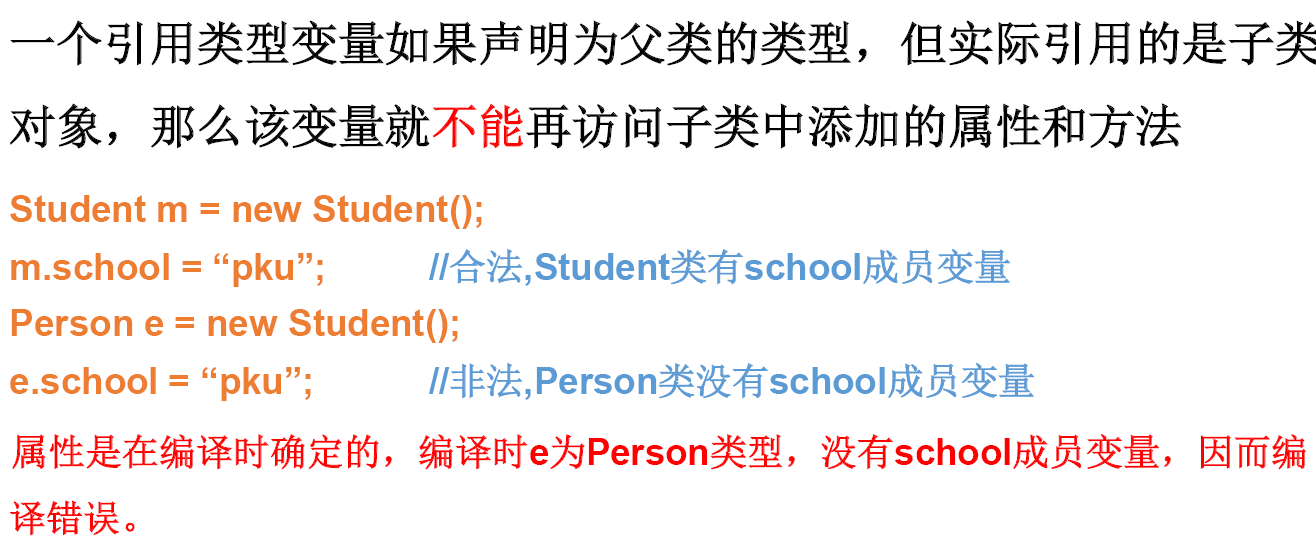 一个引用类型变量如果声明为父类的类型，但实际引用的是子类
对象，那么该变量就不能再访问子类中添加的属性和方法
Student m = new Student();
m.school = “pku”; //合法,Student类有school成员变量
Person e = new Student();
e.school = “pku”; //非法,Person类没有school成员变量
属性是在编译时确定的，编译时e为Person类型，没有school成员变量，因而编
译错误。